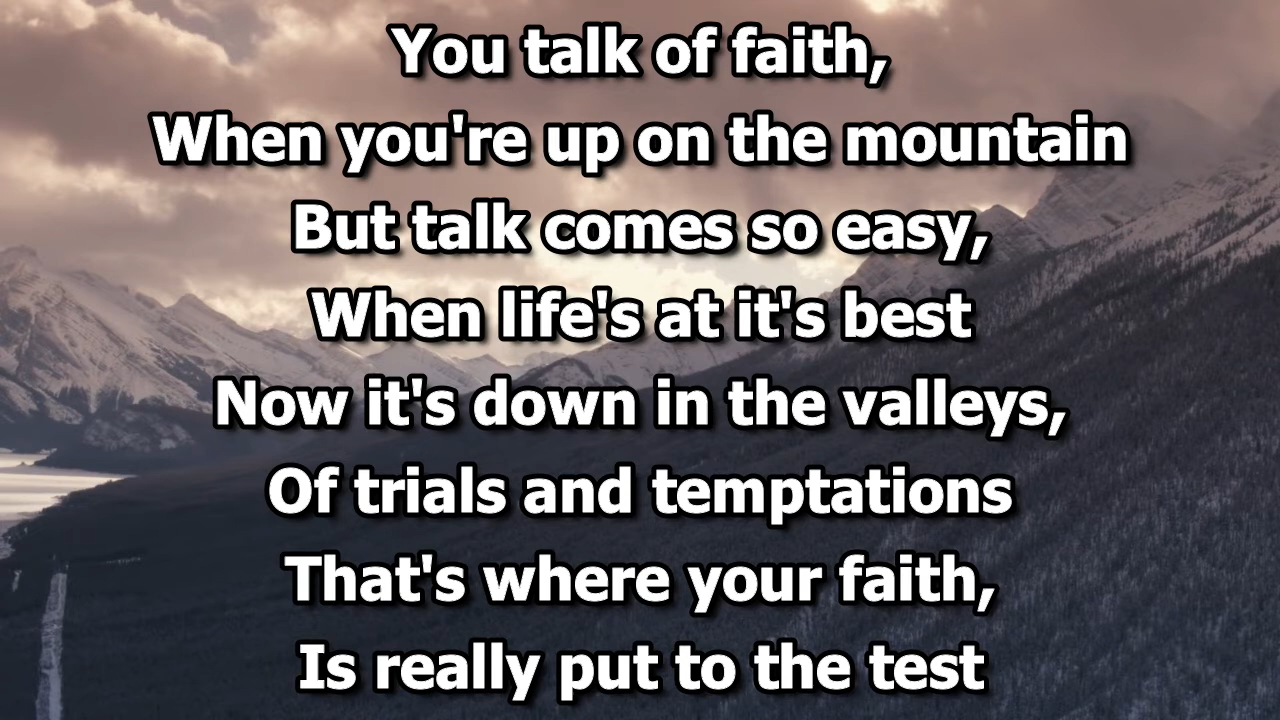 You talk of faith,
When you're up on the mountain
But talk comes so easy,
When life's at it's best
Now it's down in the valleys,
Of trials and temptations
That's where your faith,
Is really put to the test